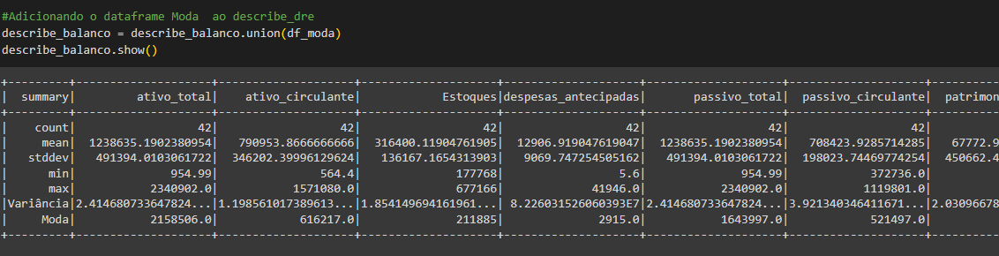 #Adicionando o dataframe Moda  ao describe_dre
describe_balanco = describe_balanco.union(df_moda)
describe_balanco.show()
+---------+--------------------+--------------------+--------------------+--------------------+--------------------+--------------------+----------
|  summary|         ativo_total|    ativo_circulante|            Estoques|despesas_antecipadas|       passivo_total|  passivo_circulante|  patrimon
+---------+--------------------+--------------------+--------------------+--------------------+--------------------+--------------------+----------
|    count|                  42|                  42|                  42|                  42|                  42|                  42|
|     mean|  1238635.1902380954|   790953.8666666666|  316400.11904761905|  12906.919047619047|  1238635.1902380954|   708423.9285714285|   67772.9
|   stddev|   491394.0103061722|  346202.39996129624|   136167.1654313903|   9069.747254505162|   491394.0103061722|  198023.74469774254|  450662.4
|      min|              954.99|               564.4|              177768|                 5.6|              954.99|            372736.0|
|      max|           2340902.0|           1571080.0|              677166|             41946.0|           2340902.0|           1119801.0|
|Variância|2.414680733647824...|1.198561017389613...|1.854149694161961...| 8.226031526060393E7|2.414680733647824...|3.921340346411671...|2.03096678
|     Moda|           2158506.0|            616217.0|              211885|              2915.0|           1643997.0|            521497.0|
+---------+--------------------+--------------------+--------------------+--------------------+--------------------+--------------------+----------